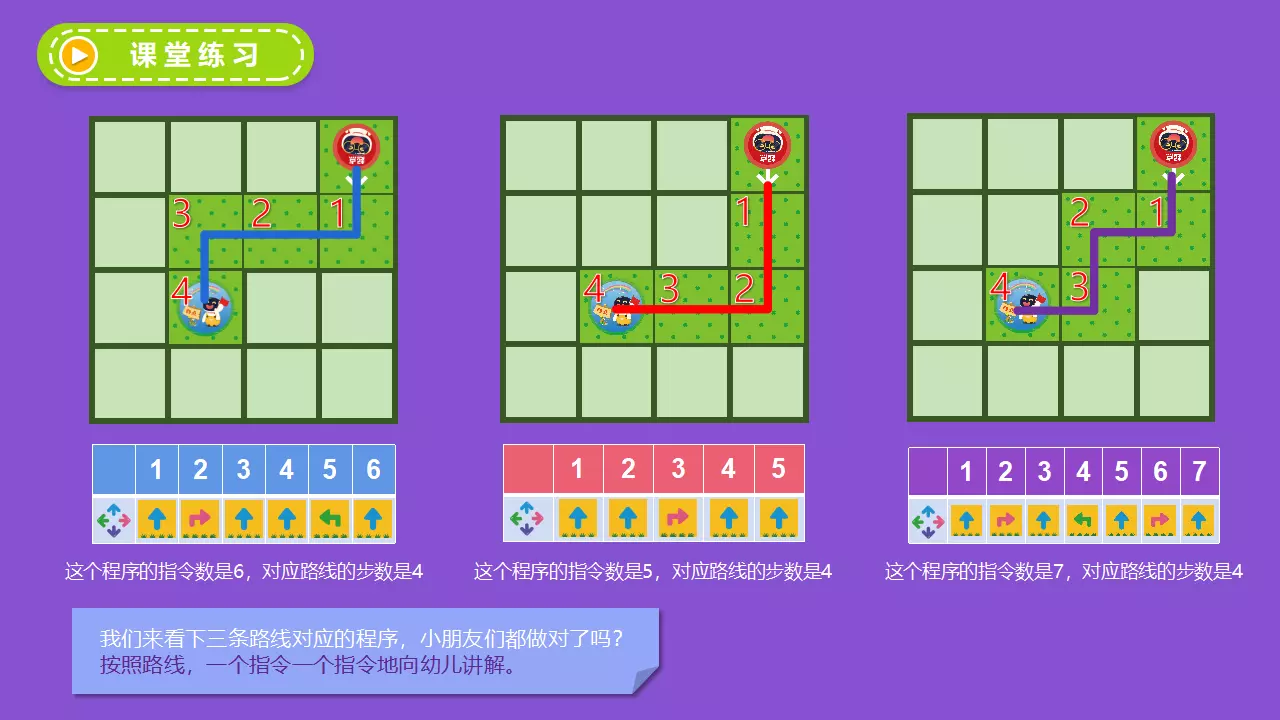 课堂练习
3 2 1
4
1
4 3 2
2 1
4 3
1 2 3 4 5 6
1 2 3 4 5
1 2 3 4 5 6 7
这个程序的指令数是6，对应路线的步数是4
这个程序的指令数是5，对应路线的步数是4
这个程序的指令数是7，对应路线的步数是4
我们来看下三条路线对应的程序，小朋友们都做对了吗？
按照路线，一个指令一个指令地向幼儿讲解。